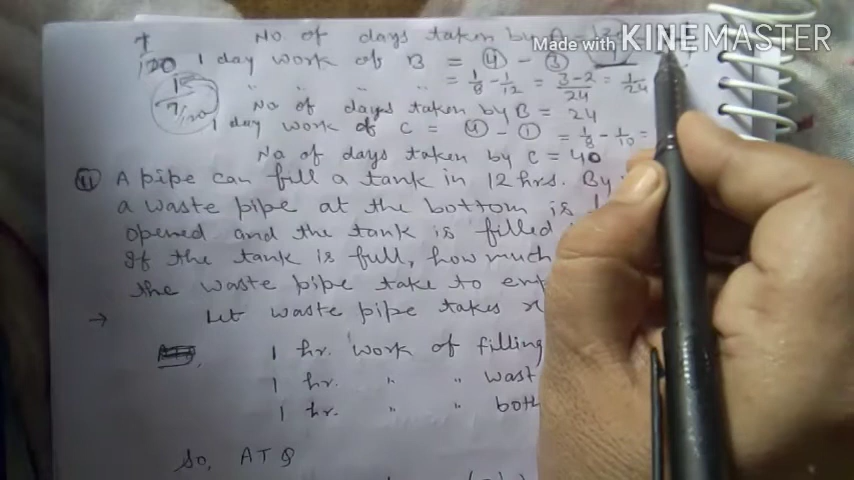 No of days taken by A =
Made with KINEMASTER
120 1 day work of B = ④ - ③
= 1/8 - 1/12 = 3-2/24 = 1/24
1
7/120
No of days taken by B = 24
1 day work of C = ④ - ① = 1/8 - 1/10 =
No of days taken by C = 40
⑪ A pipe can fill a tank in 12 hrs. By
a waste pipe at the bottom is
opened and the tank is filled
If the tank is full, how much
the waste pipe take to
→ Let waste pipe takes x
1 hr. work of filling
1 hr. " "
1 hr. " "
So, ATQ